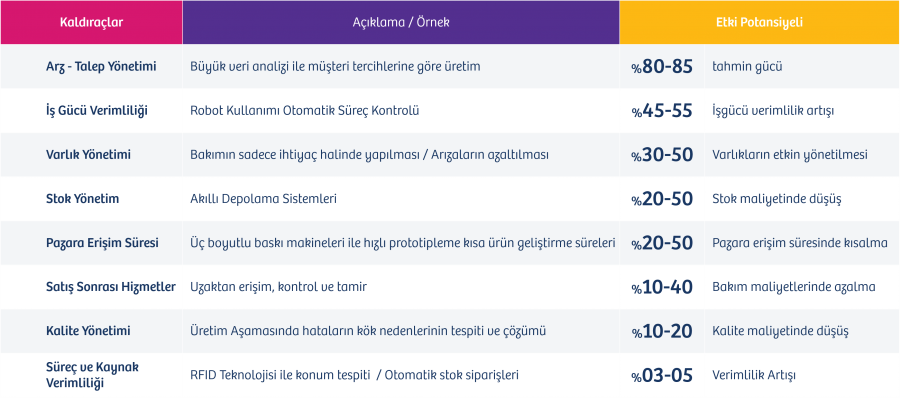 Kaldıraçlar Açıklama / Örnek Etki Potansiyeli
Arz - Talep Yönetimi Büyük veri analizi ile müşteri tercihlerine göre üretim %80-85 tahmin gücü
İş Gücü Verimliliği Robot Kullanımı Otomatik Süreç Kontrolü %45-55 İşgücü verimlilik artışı
Varlık Yönetimi Bakımın sadece ihtiyaç halinde yapılması / Arızaların azaltılması %30-50 Varlıkların etkin yönetilmesi
Stok Yönetim Akıllı Depolama Sistemleri %20-50 Stok maliyetinde düşüş
Pazara Erişim Süresi Üç boyutlu baskı makineleri ile hızlı prototipleme kısa ürün geliştirme süreleri %20-50 Pazara erişim süresinde kısalma
Satış Sonrası Hizmetler Uzaktan erişim, kontrol ve tamir %10-40 Bakım maliyetlerinde azalma
Kalite Yönetimi Üretim Aşamasında hataların kök nedenlerinin tespiti ve çözümü %10-20 Kalite maliyetinde düşüş
Süreç ve Kaynak
Verimliliği RFID Teknolojisi ile konum tespiti / Otomatik stok siparişleri %03-05 Verimlilik Artışı